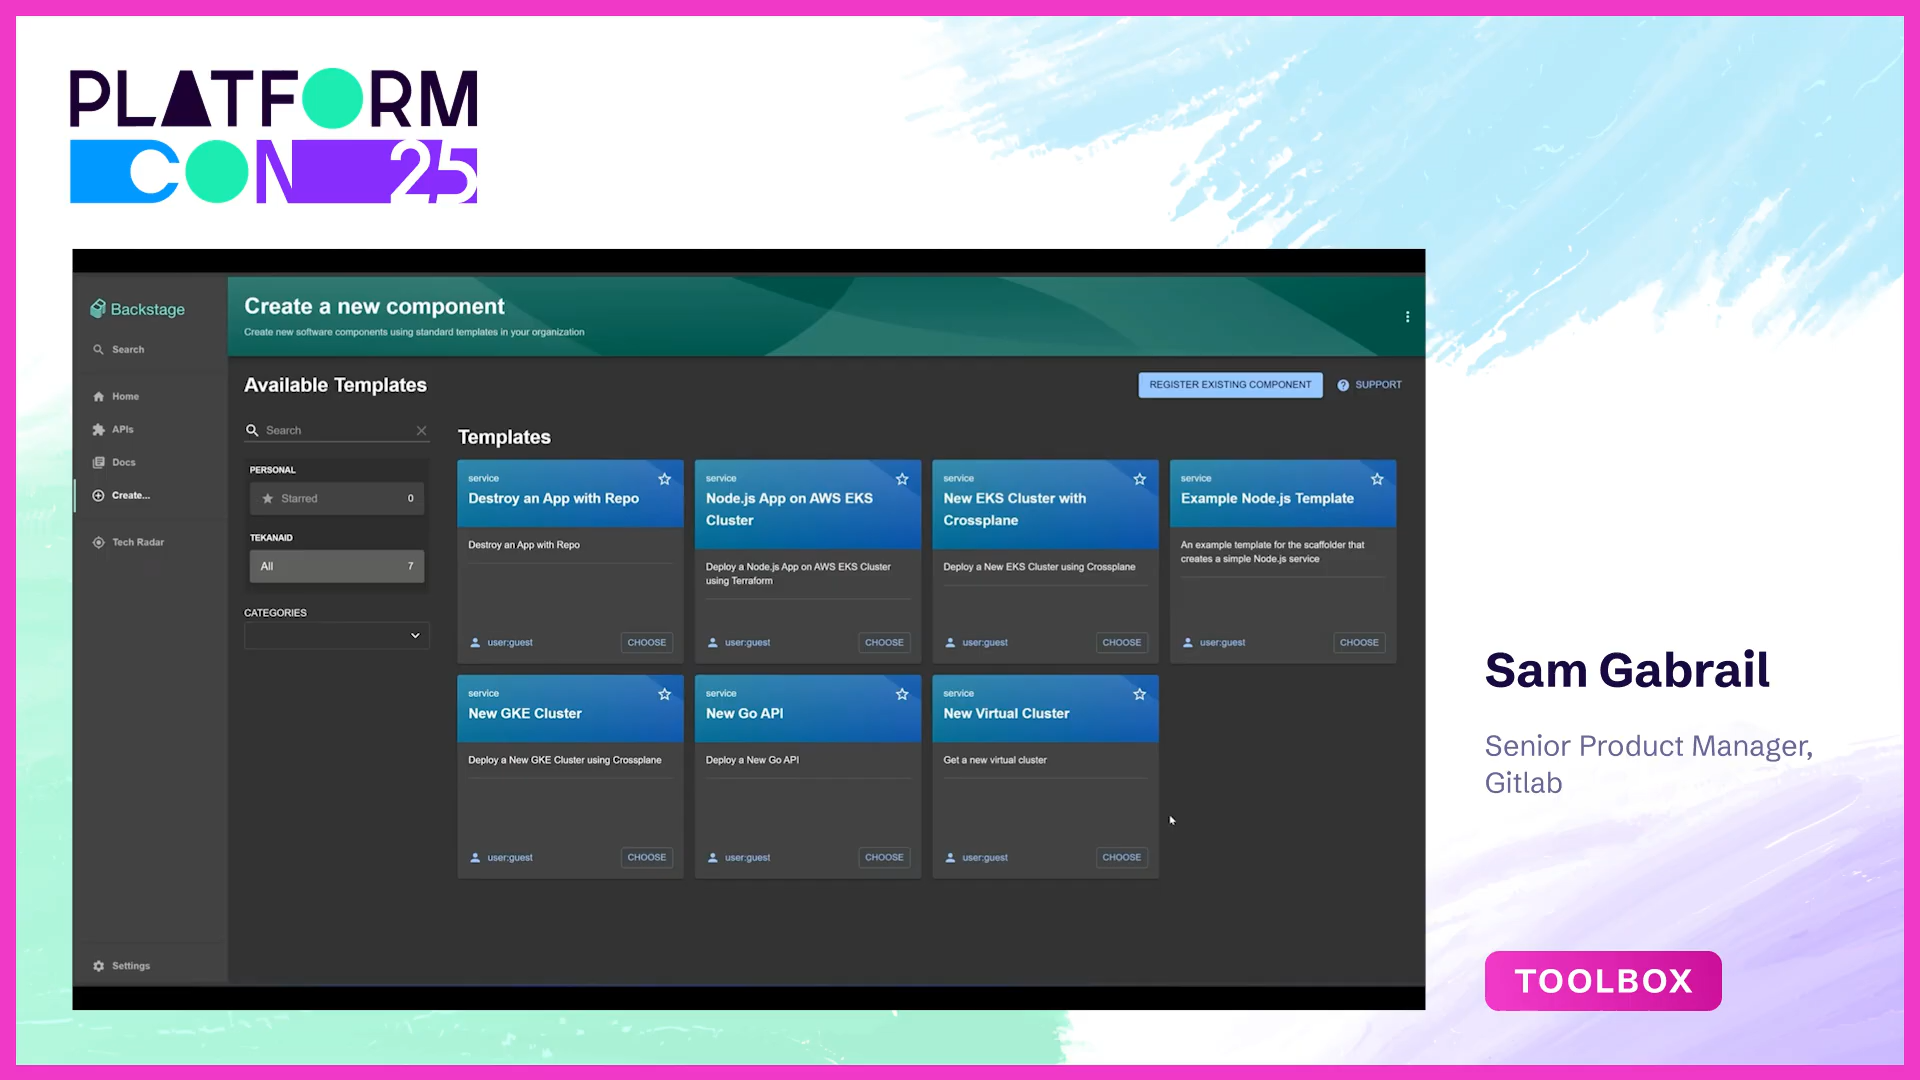 PLATFORM
CON 25
Backstage
Search
Home
APIs
Docs
Create...
Tech Radar
Settings
Create a new component
Create new software components using standard templates in your organization
Available Templates
REGISTER EXISTING COMPONENT
SUPPORT
Search
PERSONAL
Starred 0
TEKANAID
All 7
CATEGORIES
Templates
service
Destroy an App with Repo
Destroy an App with Repo
user:guest
CHOOSE
service
Node.js App on AWS EKS
Cluster
Deploy a Node.js App on AWS EKS Cluster
using Terraform
user:guest
CHOOSE
service
New EKS Cluster with
Crossplane
Deploy a New EKS Cluster using Crossplane
user:guest
CHOOSE
service
Example Node.js Template
An example template for the scaffolder that
creates a simple Node.js service
user:guest
CHOOSE
service
New GKE Cluster
Deploy a New GKE Cluster using Crossplane
user:guest
CHOOSE
service
New Go API
Deploy a New Go API
user:guest
CHOOSE
service
New Virtual Cluster
Get a new virtual cluster
user:guest
CHOOSE
Sam Gabrail
Senior Product Manager,
Gitlab
TOOLBOX